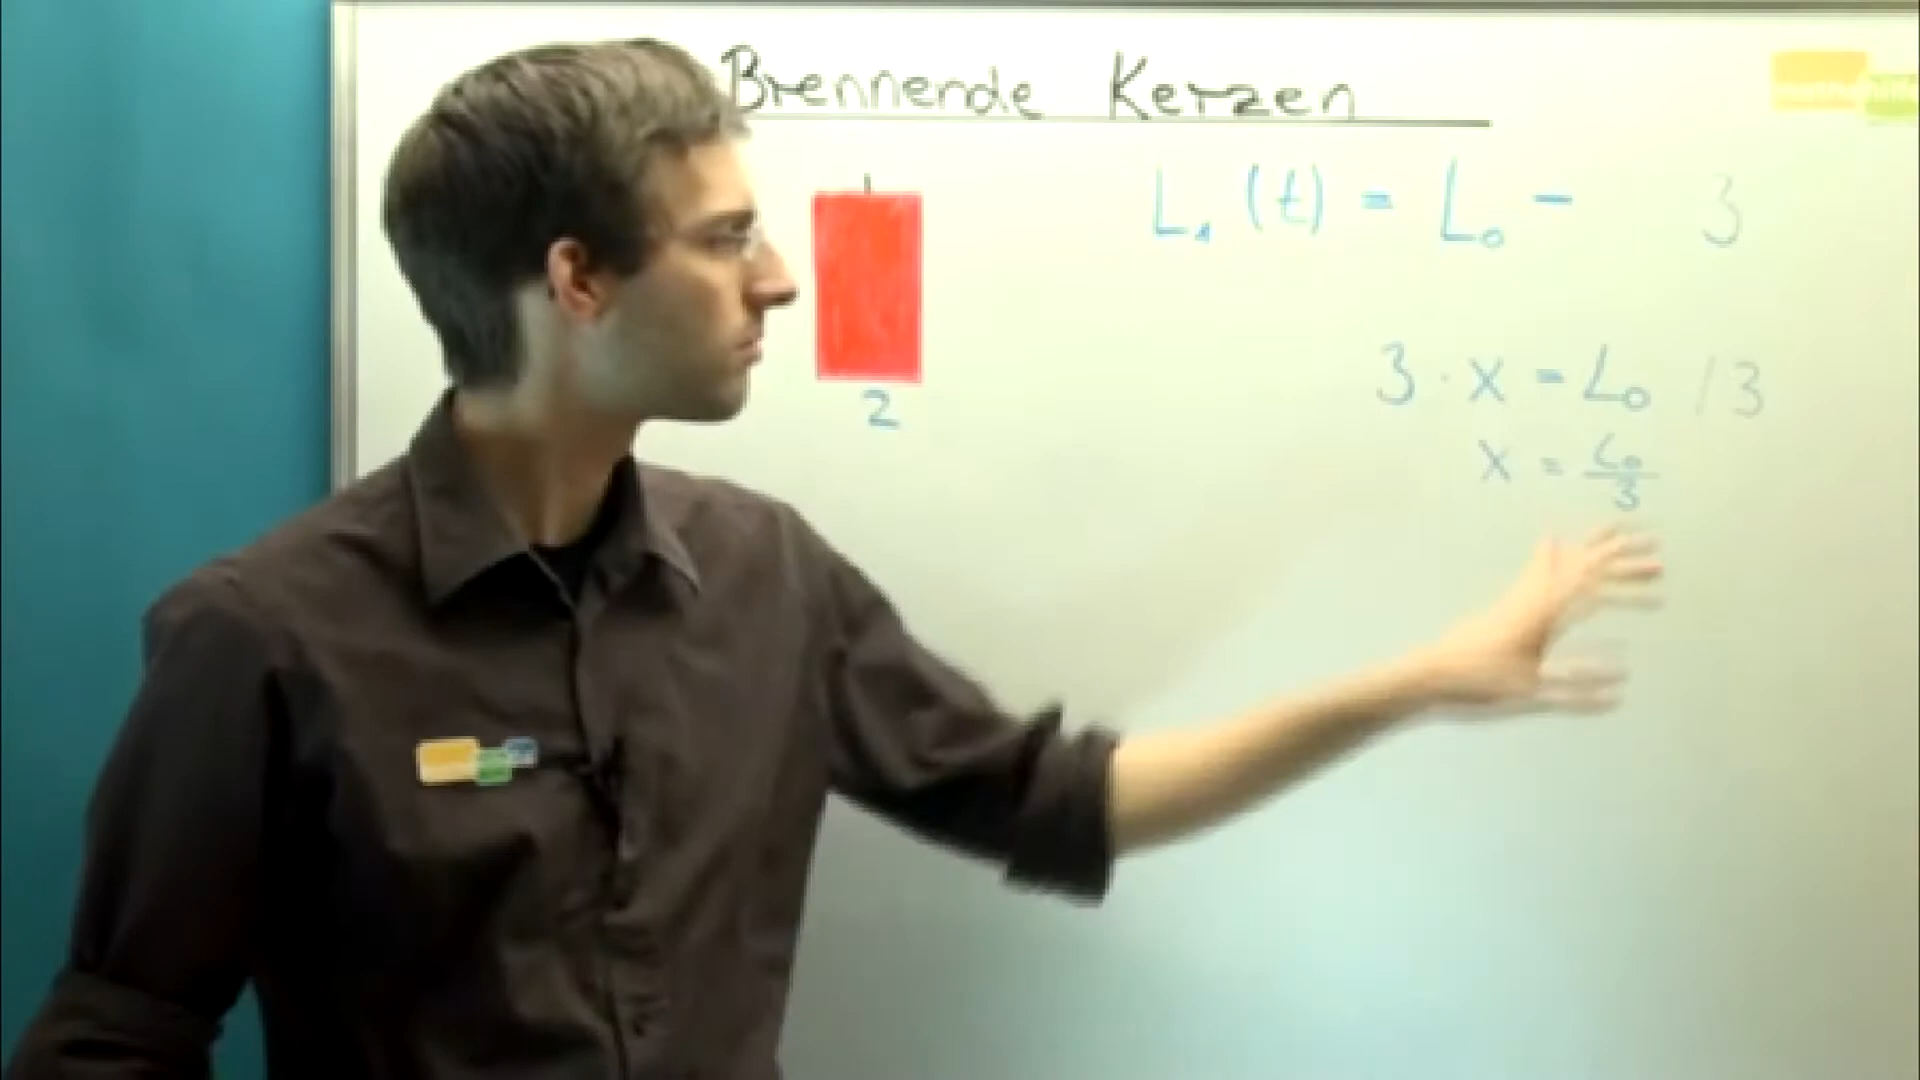 Brennende Kerzen
L₁(t) = L₀ - 3
2
3 · x = L₀ /3
x = L₀/3